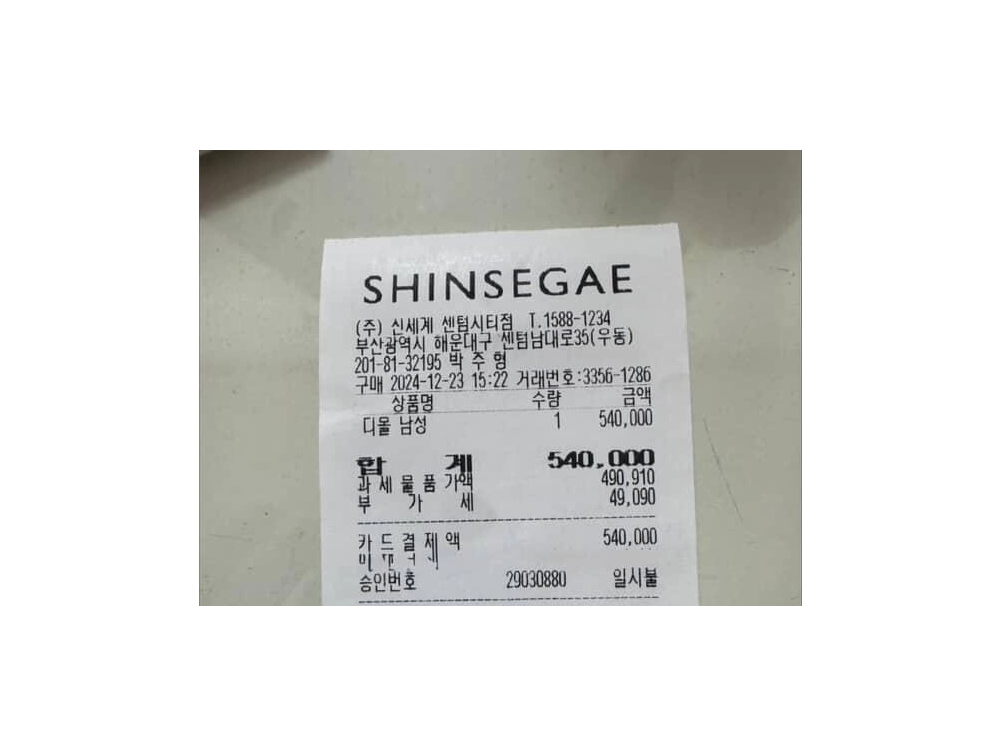 SHINSEGAE
(주) 신세계 센텀시티점 T.1588-1234
부산광역시 해운대구 센텀남대로35(우동)
201-81-32195 박 주 형
구매 2024-12-23 15:22 거래번호:3356-1286
상품명 수량 금액
디올 남성 1 540,000
합 계 540,000
과 세 물 품 가액 490,910
부 가 세 49,090
카 드 결 제 액 540,000
승인번호 29030880 일시불